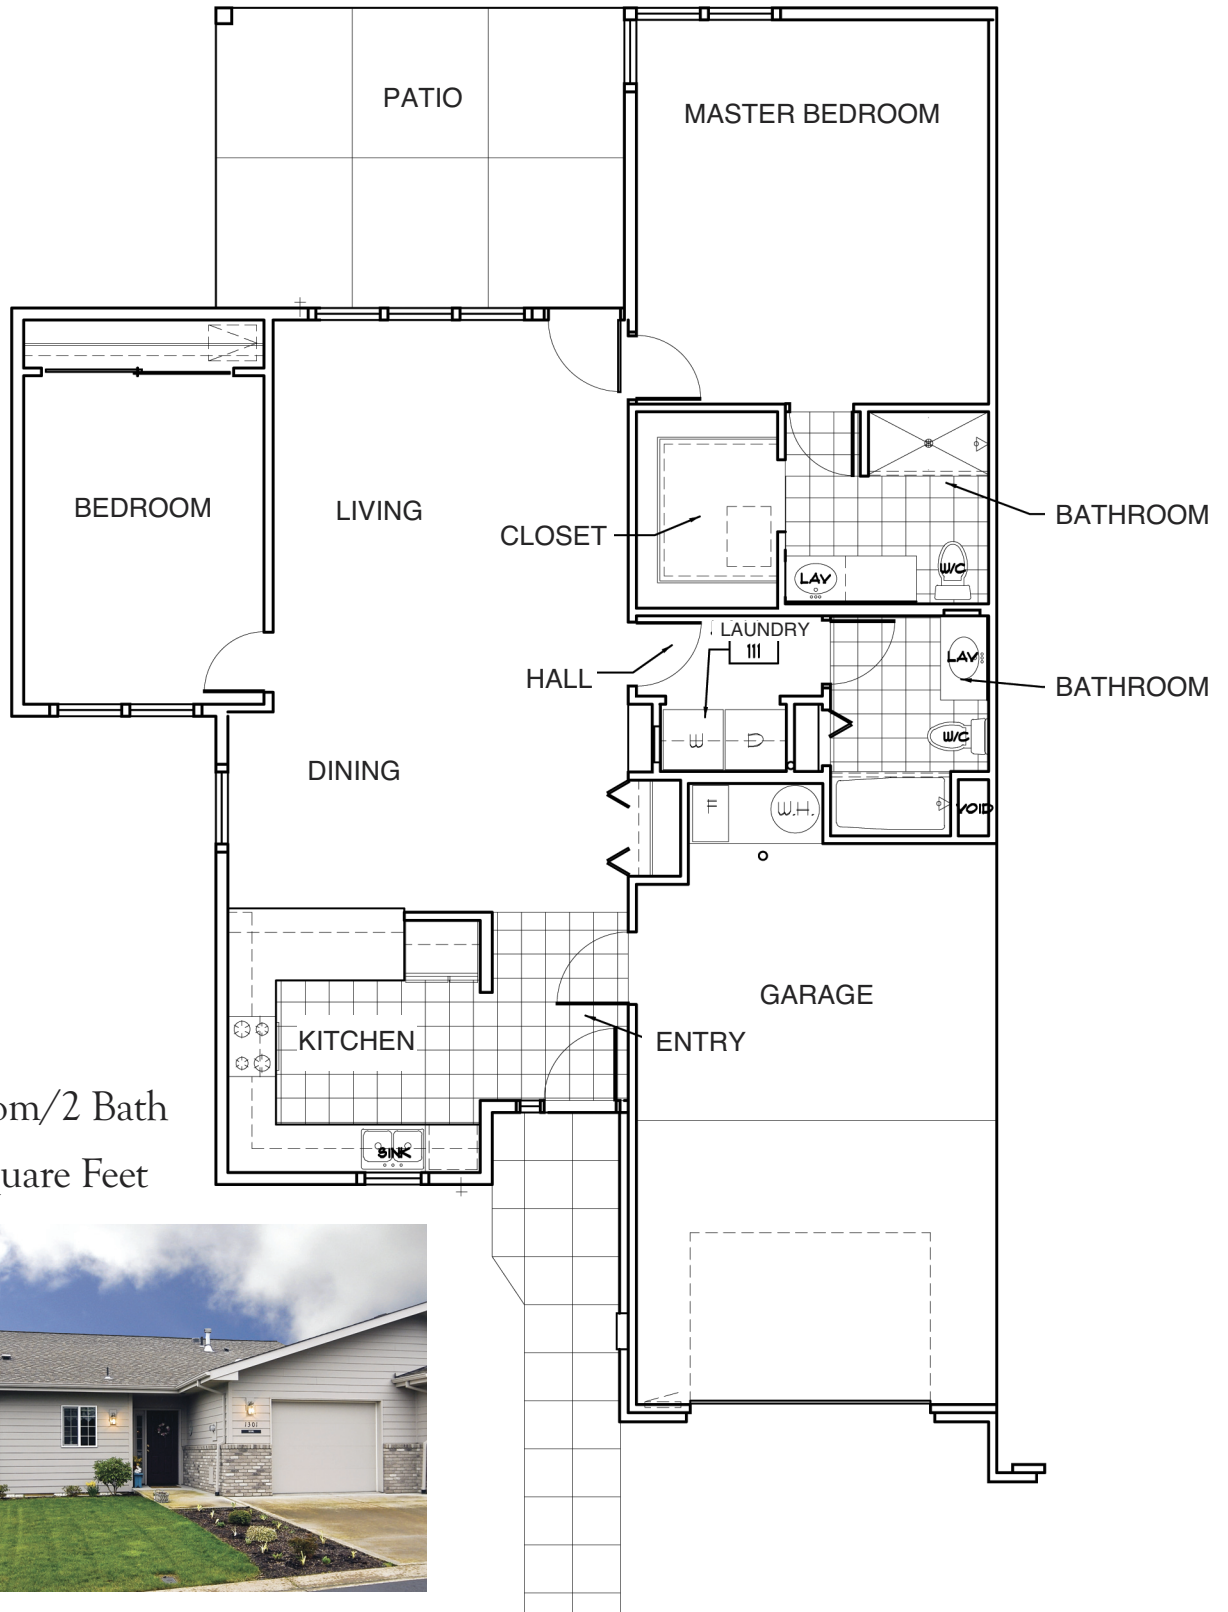 PATIO
MASTER BEDROOM
BEDROOM
LIVING
CLOSET
BATHROOM
LAV
W/C
LAUNDRY
111
HALL
LAV
BATHROOM
W/C
W
D
DINING
F
W.H.
VOID
GARAGE
KITCHEN
ENTRY
SINK
om/2 Bath
uare Feet
1301